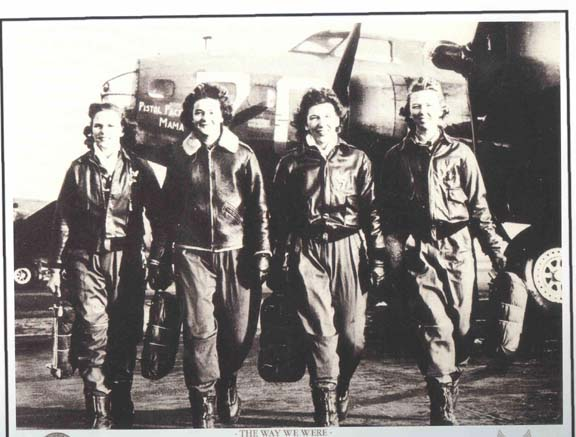 PISTOL PACKIN'
MAMA
- THE WAY WE WERE -